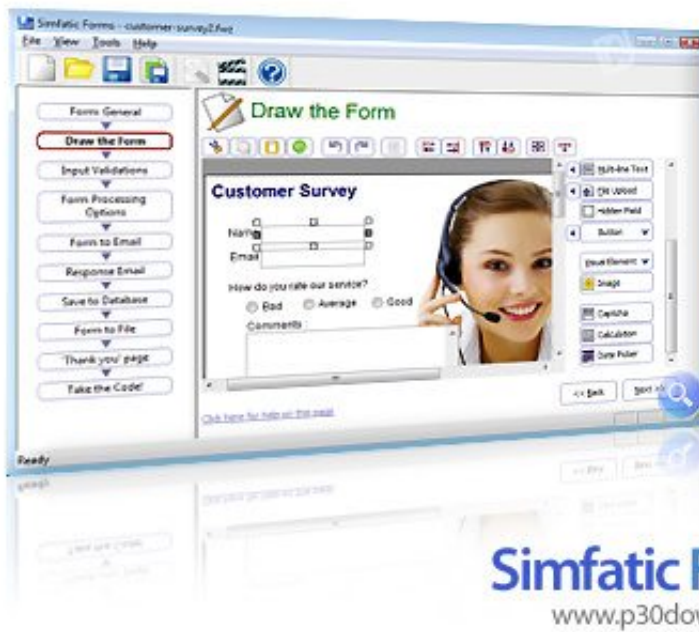 Simfatic Forms - customer-survey2.fwz
File View Tools Help
Form General
Draw the Form
Input Validations
Form Processing
Options
Form to Email
Response Email
Save to Database
Form to File
'Thank you' page
Take the Code!
Draw the Form
Customer Survey
Name
Email
How do you rate our service?
Bad Average Good
Comments :
Multi-line Text
File Upload
Hidden Field
Button
Visual Element
Image
Captcha
Calculation
Date Picker
<< Back Next >>
Click here for help on this page
Ready
Simfatic F
www.p30dow